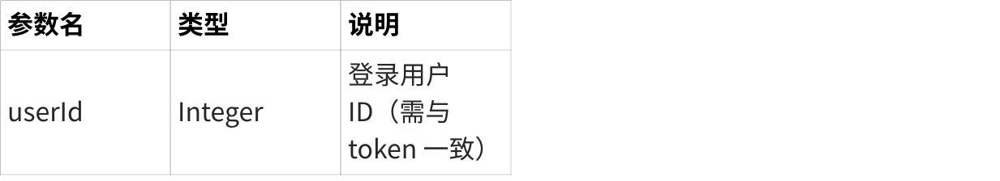 参数名 类型 说明
userId Integer 登录用户
ID（需与
token 一致）